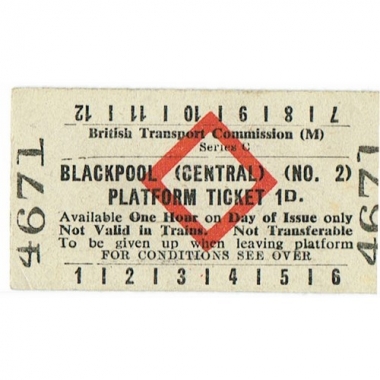 12 | 11 | 10 | 9 | 8 | 7
British Transport Commission (M)
Series C
BLACKPOOL (CENTRAL) (NO. 2)
PLATFORM TICKET 1D.
Available One Hour on Day of Issue only
Not Valid in Trains. Not Transferable
To be given up when leaving platform
FOR CONDITIONS SEE OVER
1 | 2 | 3 | 4 | 5 | 6
4671
4671